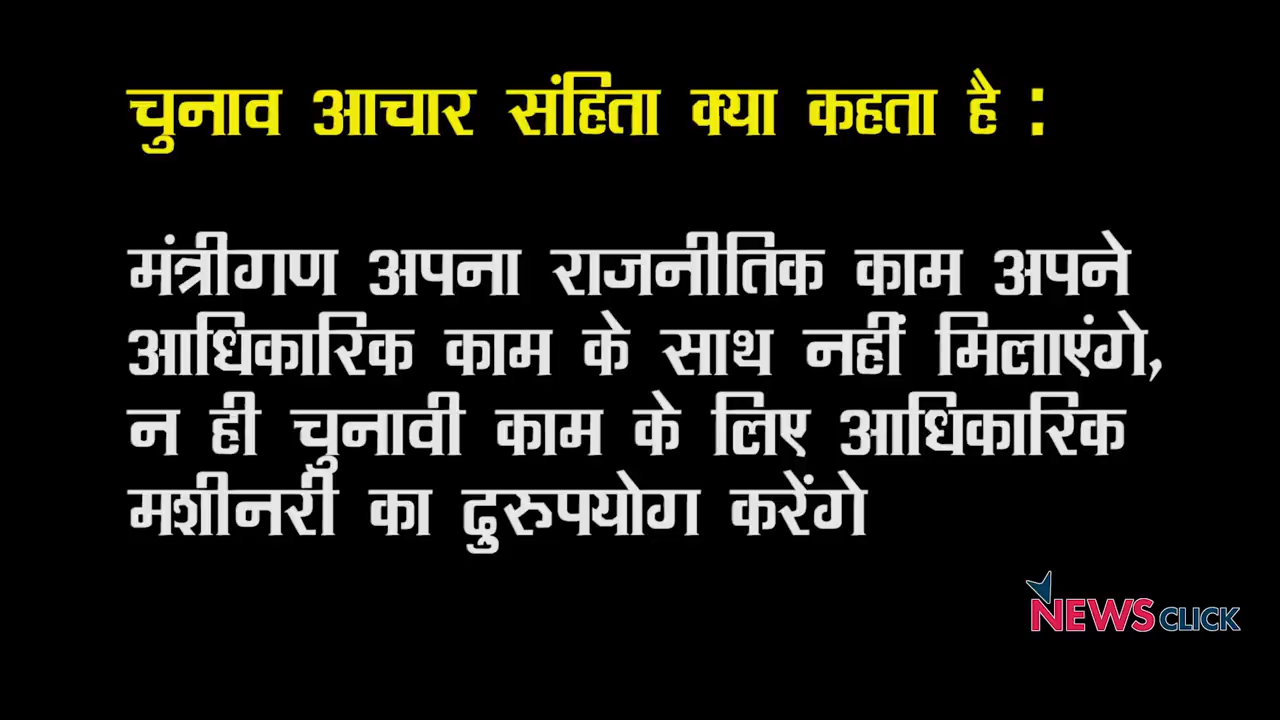 चुनाव आचार संहिता क्या कहता है :
मंत्रीगण अपना राजनीतिक काम अपने
आधिकारिक काम के साथ नहीं मिलाएंगे,
न ही चुनावी काम के लिए आधिकारिक
मशीनरी का दुरुपयोग करेंगे
NEWSCLICK